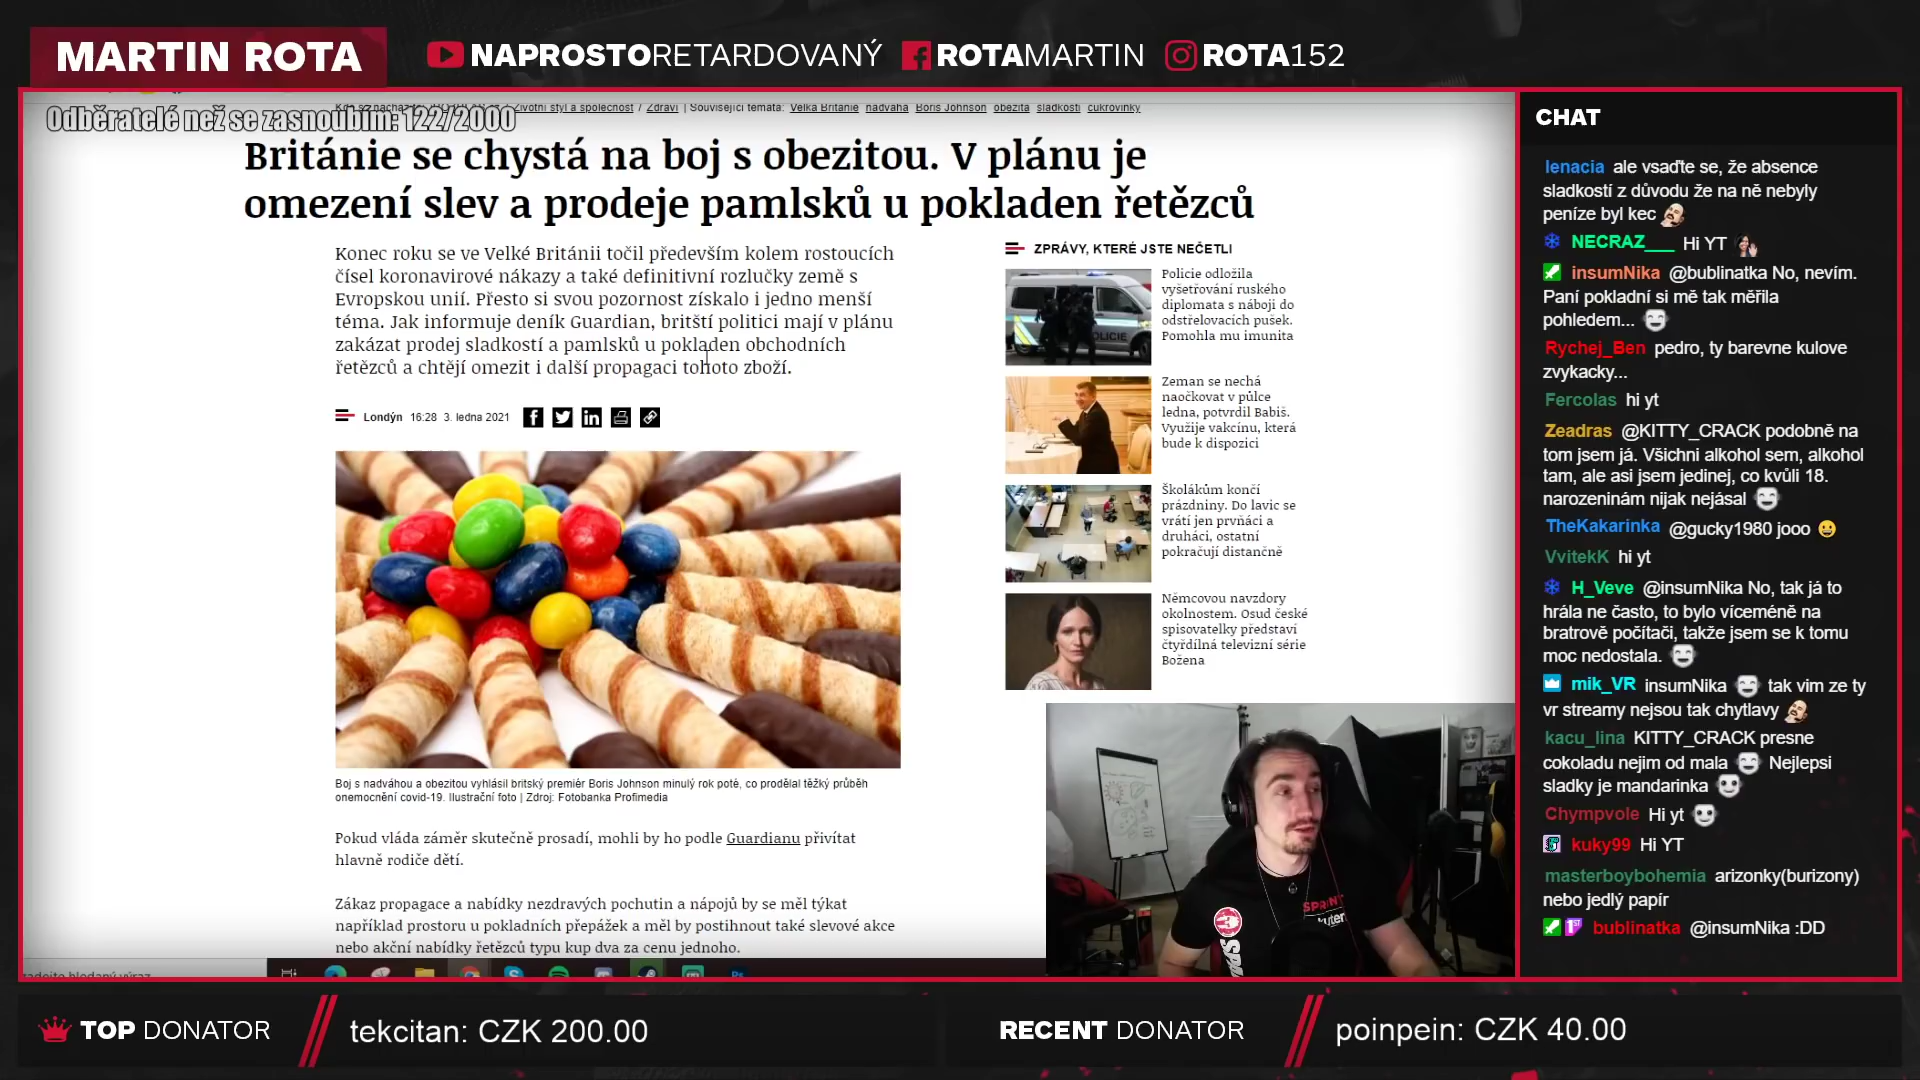 MARTIN ROTA
NAPROSTORETARDOVANÝ
ROTAMARTIN
ROTA152
Životní styl a společnost / Zdraví | Související témata: Velká Británie nadváha Boris Johnson obezita sladkosti cukrovinky
Odběratelé než se zasnoubím: 122/2000
Británie se chystá na boj s obezitou. V plánu je
omezení slev a prodeje pamlsků u pokladen řetězců
Konec roku se ve Velké Británii točil především kolem rostoucích
čísel koronavirové nákazy a také definitivní rozlučky země s
Evropskou unií. Přesto si svou pozornost získalo i jedno menší
téma. Jak informuje deník Guardian, britští politici mají v plánu
zakázat prodej sladkostí a pamlsků u pokladen obchodních
řetězců a chtějí omezit i další propagaci tohoto zboží.
Londýn 16:28 3. ledna 2021
Boj s nadváhou a obezitou vyhlásil britský premiér Boris Johnson minulý rok poté, co prodělal těžký průběh
onemocnění covid-19. Ilustrační foto | Zdroj: Fotobanka Profimedia
Pokud vláda záměr skutečně prosadí, mohli by ho podle Guardianu přivítat
hlavně rodiče dětí.
Zákaz propagace a nabídky nezdravých pochutin a nápojů by se měl týkat
například prostoru u pokladních přepážek a měl by postihnout také slevové akce
nebo akční nabídky řetězců typu kup dva za cenu jednoho.
ZPRÁVY, KTERÉ JSTE NEČETLI
Policie odložila
vyšetřování ruského
diplomata s náboji do
odstřelovacích pušek.
Pomohla mu imunita
Zeman se nechá
naočkovat v půlce
ledna, potvrdil Babiš.
Využije vakcínu, která
bude k dispozici
Školákům končí
prázdniny. Do lavic se
vrátí jen prvňáci a
druháci, ostatní
pokračují distančně
Němcovou navzdory
okolnostem. Osud české
spisovatelky představí
čtyřdílná televizní série
Božena
CHAT
lenacia ale vsaďte se, že absence
sladkostí z důvodu že na ně nebyly
peníze byl kec
NECRAZ___ Hi YT
insumNika @bublinatka No, nevím.
Paní pokladní si mě tak měřila
pohledem...
Rychej_Ben pedro, ty barevne kulove
zvykacky...
Fercolas hi yt
Zeadras @KITTY_CRACK podobně na
tom jsem já. Všichni alkohol sem, alkohol
tam, ale asi jsem jedinej, co kvůli 18.
narozeninám nijak nejásal
TheKakarinka @gucky1980 jooo
VvitekK hi yt
H_Veve @insumNika No, tak já to
hrála ne často, to bylo víceméně na
bratrově počítači, takže jsem se k tomu
moc nedostala.
mik_VR insumNika tak vim ze ty
vr streamy nejsou tak chytlavy
kacu_lina KITTY_CRACK presne
cokoladu nejim od mala Nejlepsi
sladky je mandarinka
Chympvole Hi yt
kuky99 Hi YT
masterboybohemia arizonky(burizony)
nebo jedlý papír
bublinatka @insumNika :DD
TOP DONATOR
tekcitan: CZK 200.00
RECENT DONATOR
poinpein: CZK 40.00